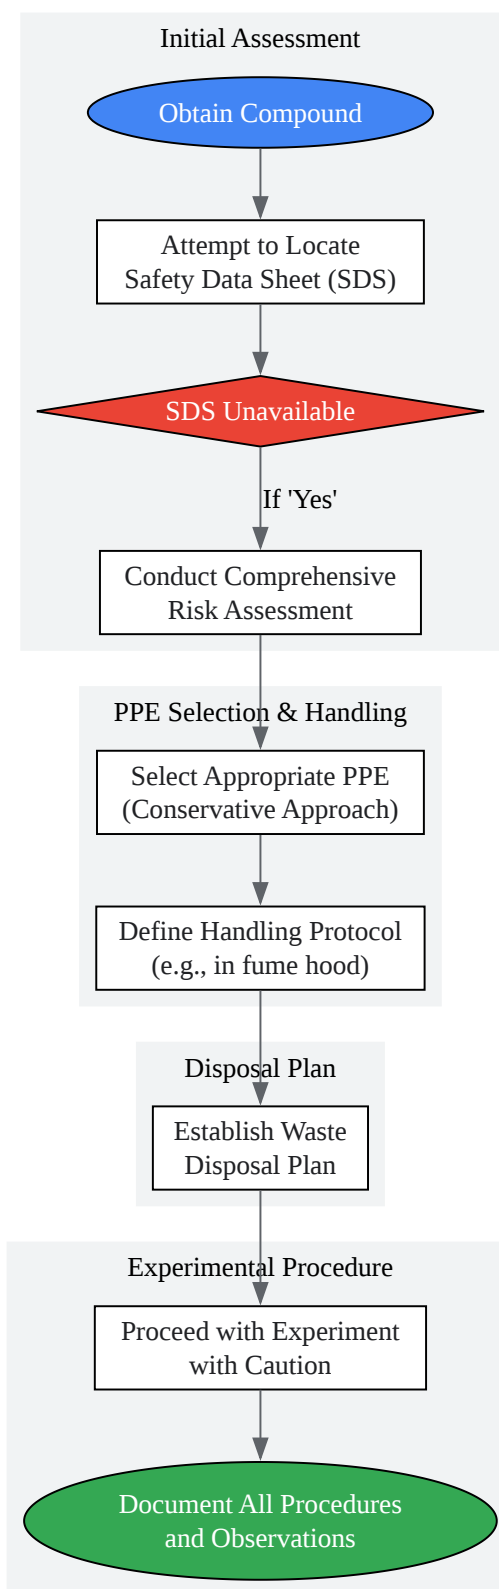 Initial Assessment
Obtain Compound
Attempt to Locate
Safety Data Sheet (SDS)
SDS Unavailable
If 'Yes'
Conduct Comprehensive
Risk Assessment
PPE Selection & Handling
Select Appropriate PPE
(Conservative Approach)
Define Handling Protocol
(e.g., in fume hood)
Disposal Plan
Establish Waste
Disposal Plan
Experimental Procedure
Proceed with Experiment
with Caution
Document All Procedures
and Observations